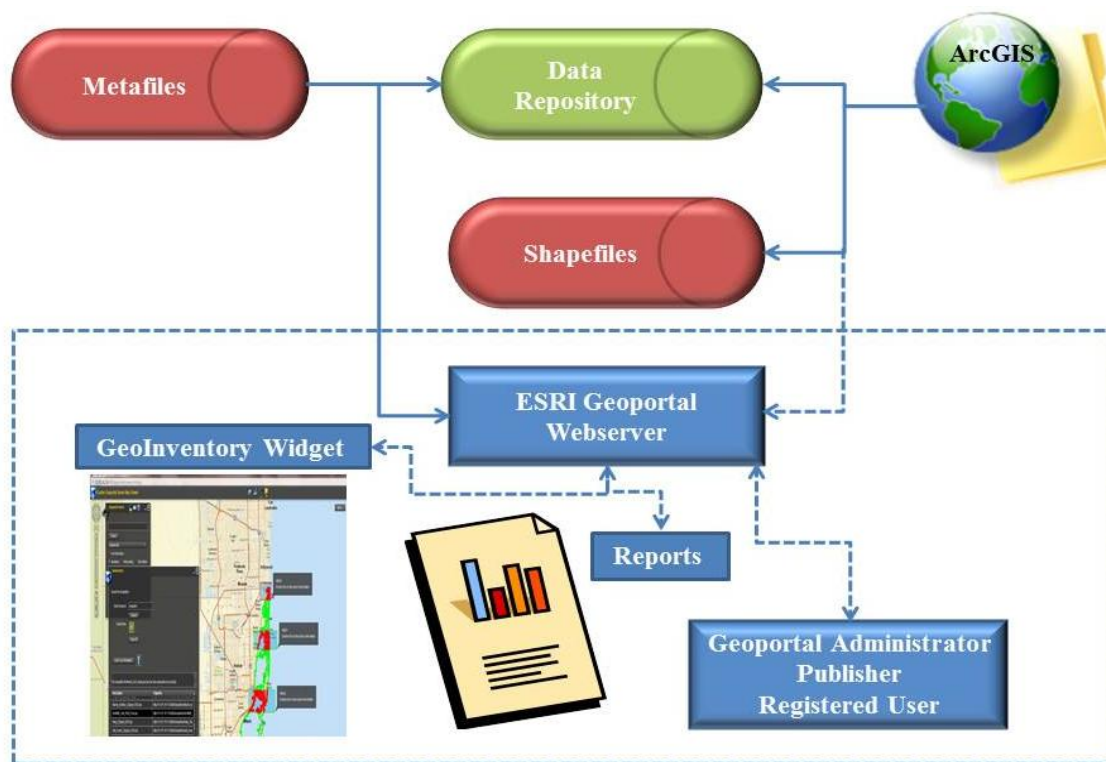 Metafiles
Data
Repository
ArcGIS
Shapefiles
ESRI Geoportal
Webserver
GeoInventory Widget
Reports
Geoportal Administrator
Publisher
Registered User